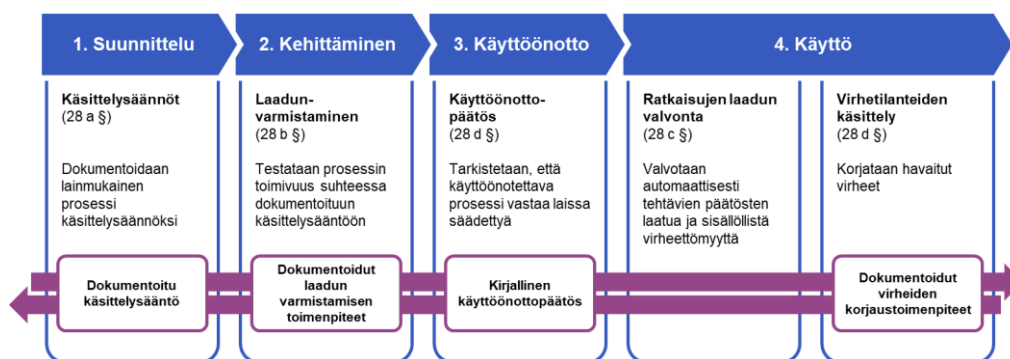 1. Suunnittelu
2. Kehittäminen
3. Käyttöönotto
4. Käyttö
Käsittelysäännöt
(28 a §)
Dokumentoidaan
lainmukainen
prosessi
käsittelysäännöksi
Dokumentoitu
käsittelysääntö
Laadun-
varmistaminen
(28 b §)
Testataan prosessin
toimivuus suhteessa
dokumentoituun
käsittelysääntöön
Dokumentoidut
laadun
varmistamisen
toimenpiteet
Käyttöönotto-
päätös
(28 d §)
Tarkistetaan, että
käyttöönotettava
prosessi vastaa laissa
säädettyä
Kirjallinen
käyttöönottopäätös
Ratkaisujen laadun
valvonta
(28 c §)
Valvotaan
automaattisesti
tehtävien päätösten
laatua ja sisällöllistä
virheettömyyttä
Virhetilanteiden
käsittely
(28 d §)
Korjataan havaitut
virheet
Dokumentoidut
virheiden
korjaustoimenpiteet